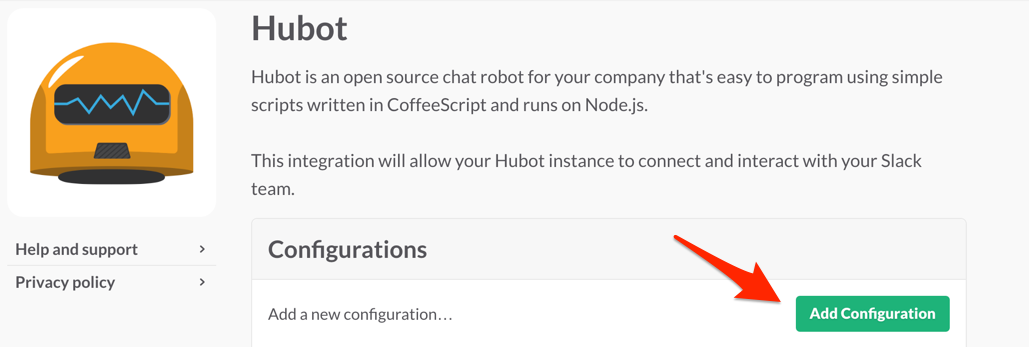 Hubot
Hubot is an open source chat robot for your company that's easy to program using simple
scripts written in CoffeeScript and runs on Node.js.
This integration will allow your Hubot instance to connect and interact with your Slack
team.
Help and support
Privacy policy
Configurations
Add a new configuration…
Add Configuration